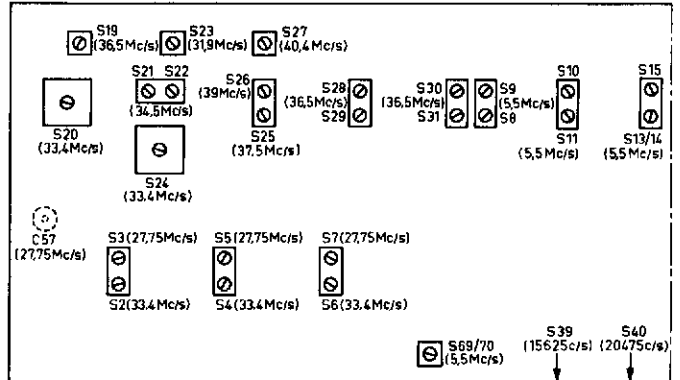 S19
(36,5Mc/s)
S23
(31,9Mc/s)
S27
(40,4Mc/s)
S20
(33,4Mc/s)
S21 S22
(34,5Mc/s)
S24
(33,4Mc/s)
S26
(39Mc/s)
S25
(37,5Mc/s)
S28
(36,5Mc/s)
S29
S30
(36,5Mc/s)
S31
S9
(5,5Mc/s)
S8
S10
S11
(5,5Mc/s)
S15
S13/14
(5,5Mc/s)
C57
(27,75Mc/s)
S3(27,75Mc/s)
S2(33,4Mc/s)
S5(27,75Mc/s)
S4(33,4Mc/s)
S7(27,75Mc/s)
S6(33,4Mc/s)
S69/70
(5,5Mc/s)
S39
(15625c/s)
S40
(20475c/s)